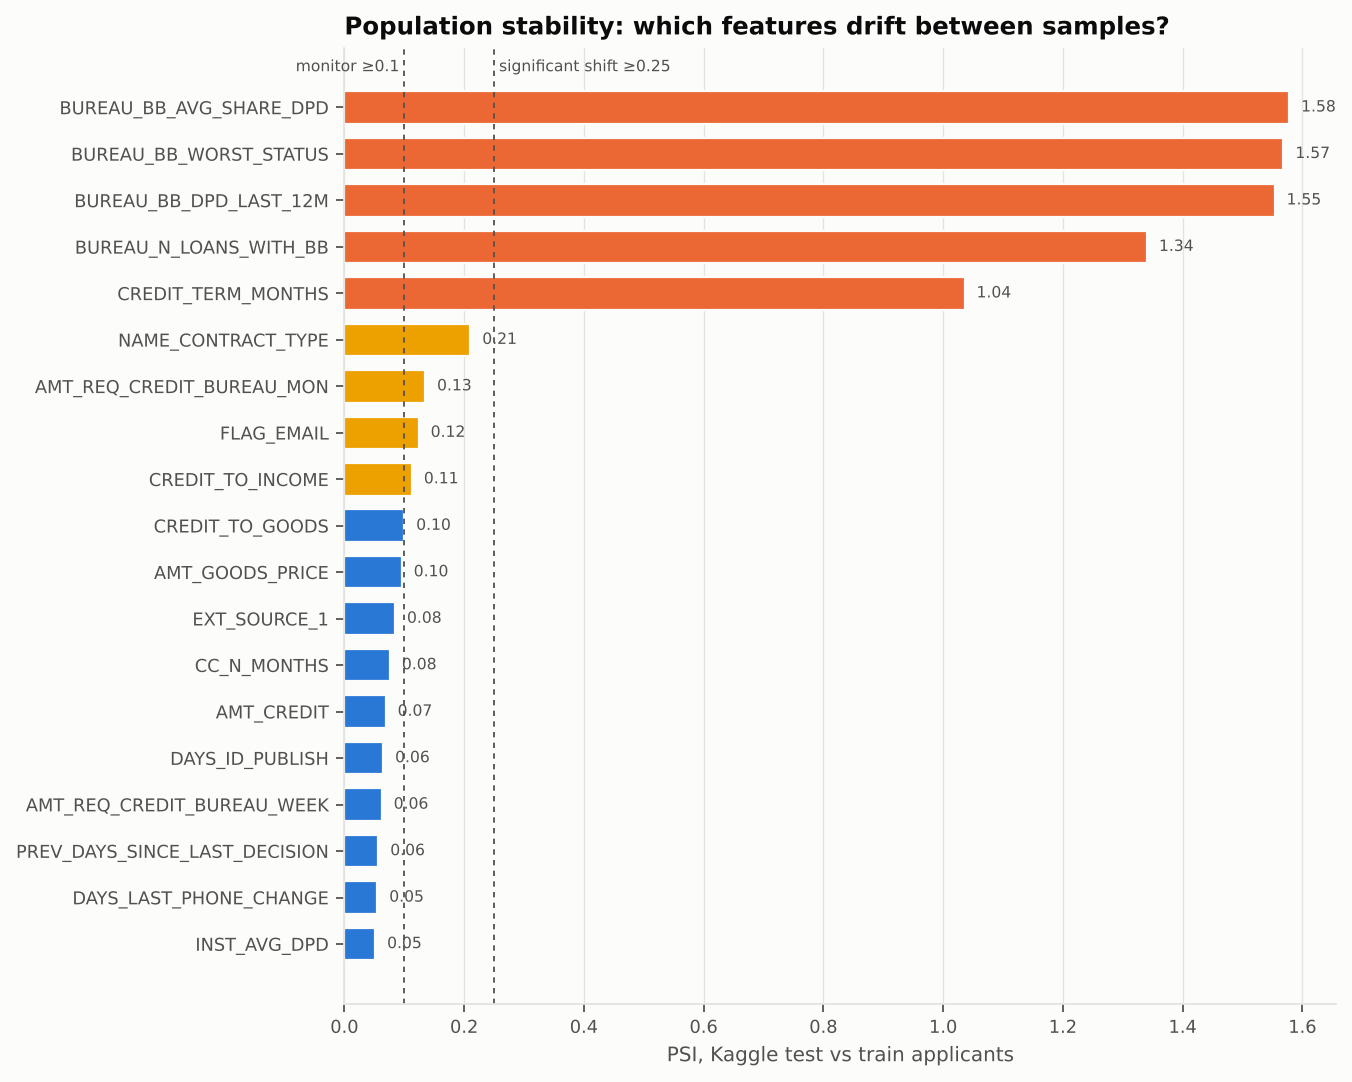 Population stability: which features drift between samples?
monitor ≥0.1
significant shift ≥0.25
BUREAU_BB_AVG_SHARE_DPD 1.58
BUREAU_BB_WORST_STATUS 1.57
BUREAU_BB_DPD_LAST_12M 1.55
BUREAU_N_LOANS_WITH_BB 1.34
CREDIT_TERM_MONTHS 1.04
NAME_CONTRACT_TYPE 0.21
AMT_REQ_CREDIT_BUREAU_MON 0.13
FLAG_EMAIL 0.12
CREDIT_TO_INCOME 0.11
CREDIT_TO_GOODS 0.10
AMT_GOODS_PRICE 0.10
EXT_SOURCE_1 0.08
CC_N_MONTHS 0.08
AMT_CREDIT 0.07
DAYS_ID_PUBLISH 0.06
AMT_REQ_CREDIT_BUREAU_WEEK 0.06
PREV_DAYS_SINCE_LAST_DECISION 0.06
DAYS_LAST_PHONE_CHANGE 0.05
INST_AVG_DPD 0.05
0.0 0.2 0.4 0.6 0.8 1.0 1.2 1.4 1.6
PSI, Kaggle test vs train applicants